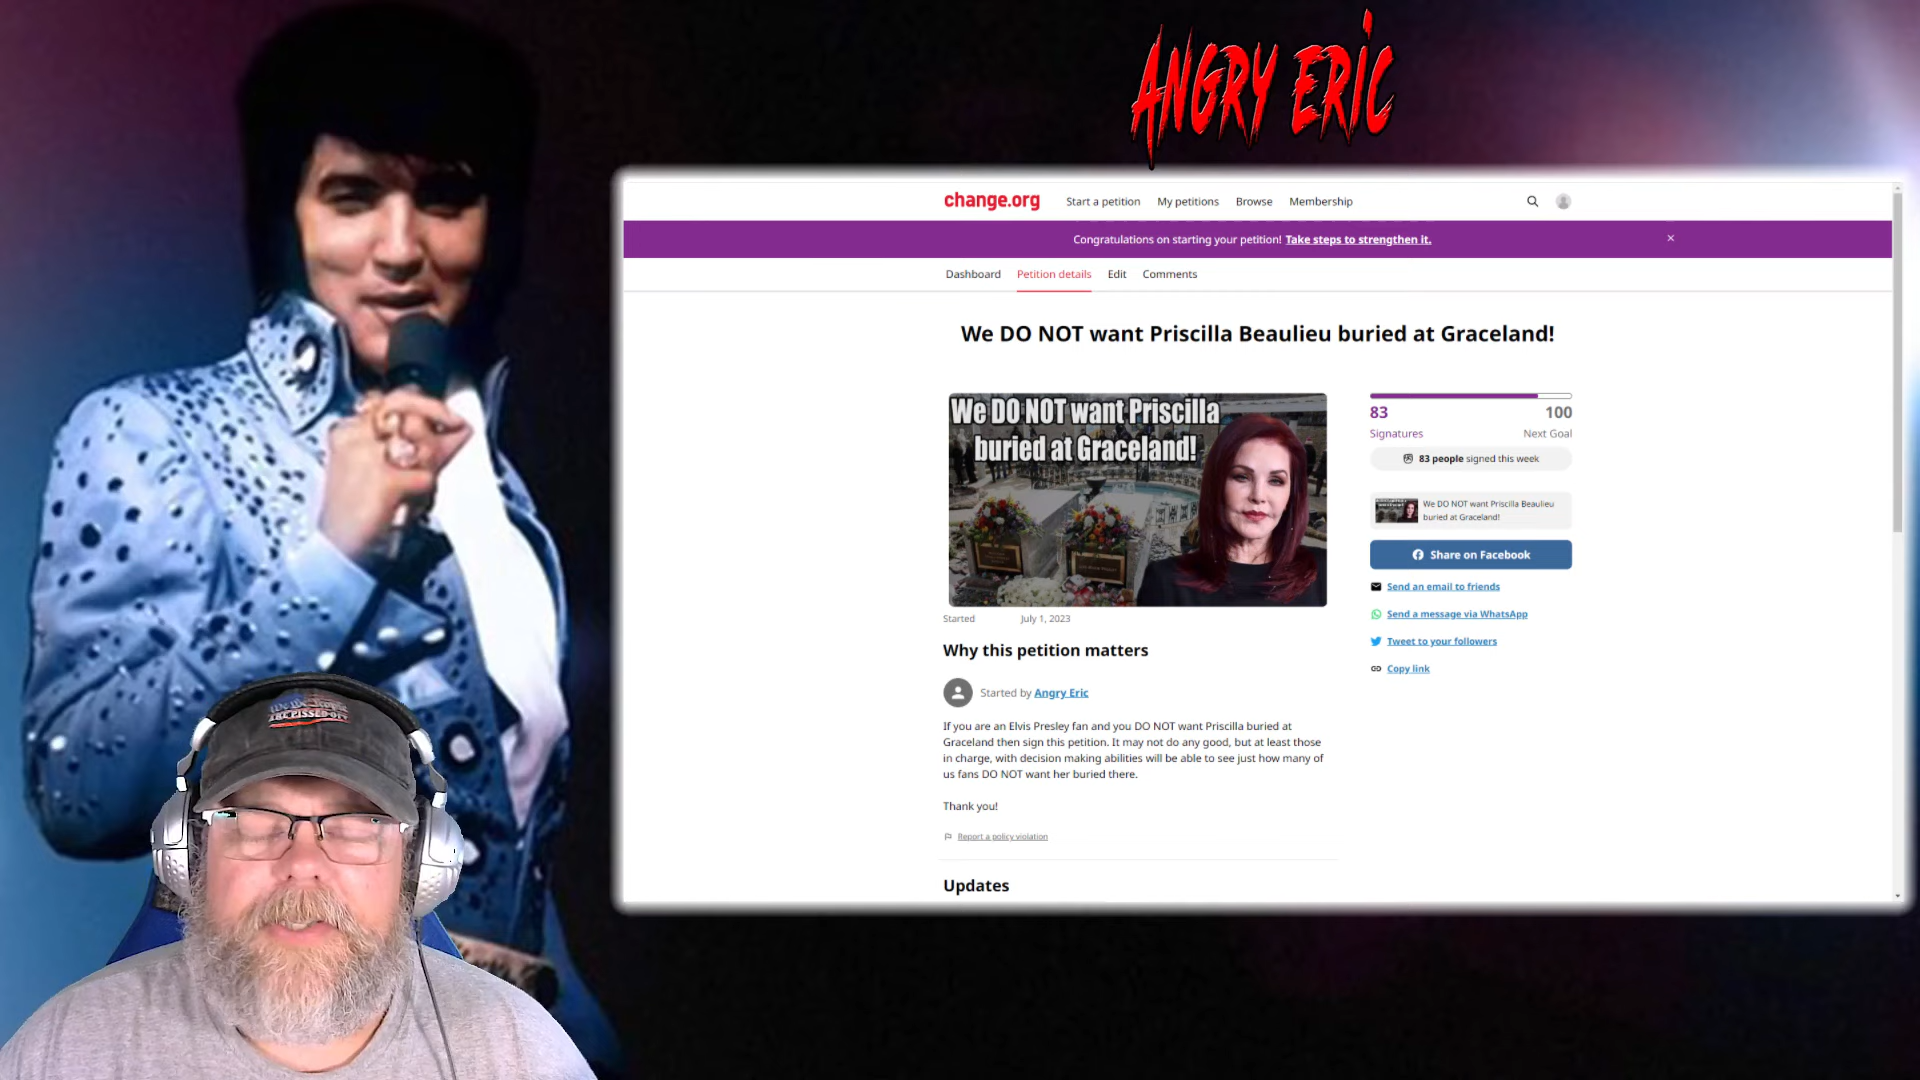 ANGRY ERIC
change.org Start a petition My petitions Browse Membership
Congratulations on starting your petition! Take steps to strengthen it.
Dashboard Petition details Edit Comments
We DO NOT want Priscilla Beaulieu buried at Graceland!
We DO NOT want Priscilla
buried at Graceland!
83 100
Signatures Next Goal
83 people signed this week
We DO NOT want Priscilla Beaulieu
buried at Graceland!
Share on Facebook
Send an email to friends
Send a message via WhatsApp
Tweet to your followers
Copy link
Started July 1, 2023
Why this petition matters
Started by Angry Eric
If you are an Elvis Presley fan and you DO NOT want Priscilla buried at
Graceland then sign this petition. It may not do any good, but at least those
in charge, with decision making abilities will be able to see just how many of
us fans DO NOT want her buried there.
Thank you!
Report a policy violation
Updates
We the People
ARE PISSED OFF